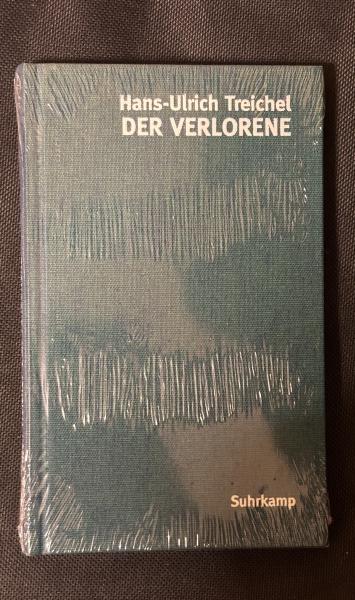 Hans-Ulrich Treichel
DER VERLORENE
Suhrkamp